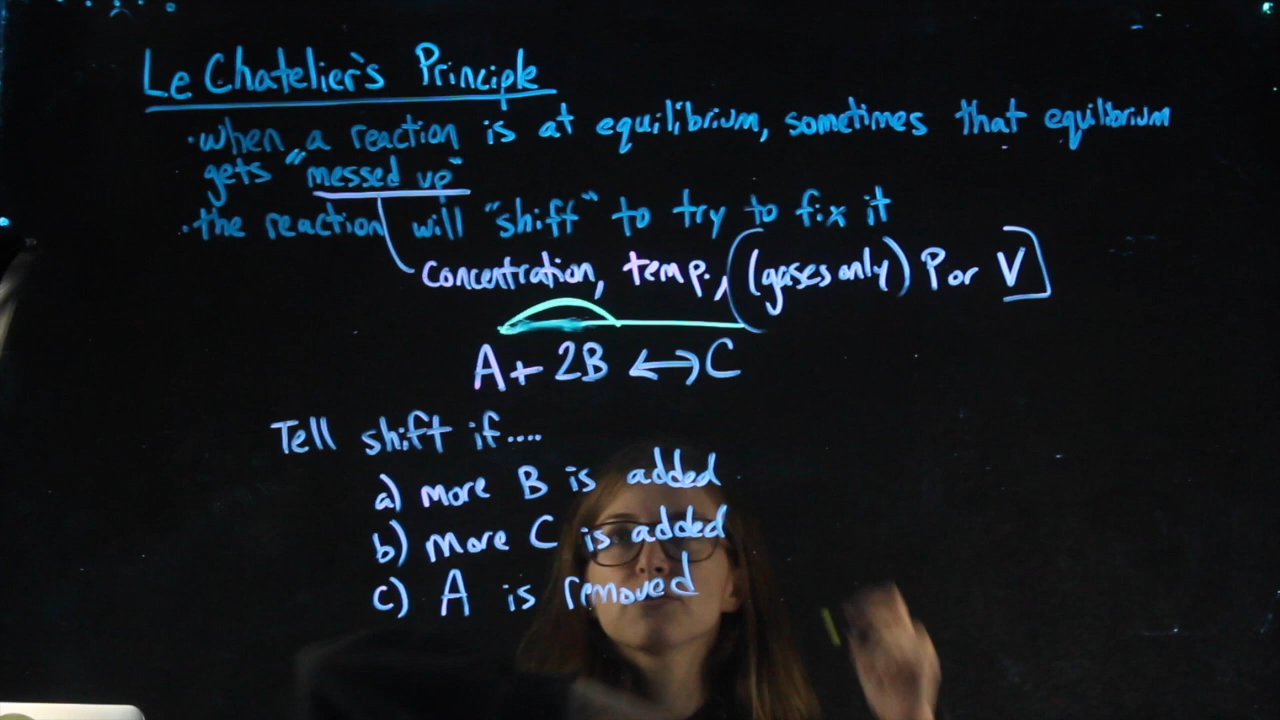 Le Chatelier's Principle
·when a reaction is at equilibrium, sometimes that equilibrium
gets "messed up"
·the reaction will "shift" to try to fix it
concentration, temp., [(gases only) P or V]
A + 2B ⟷ C
Tell shift if....
a) more B is added
b) more C is added
c) A is removed